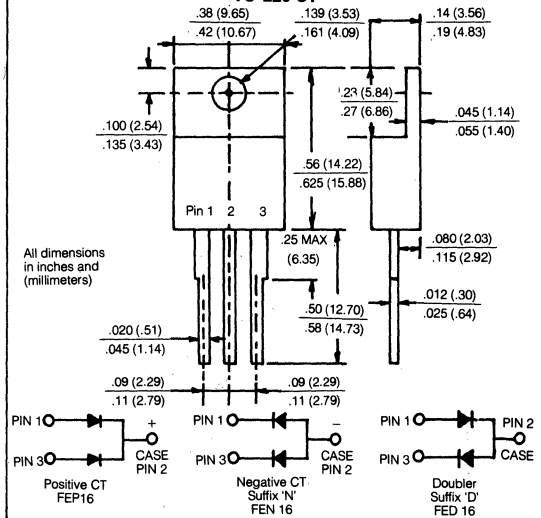 .38 (9.65)
.42 (10.67)
.139 (3.53)
.161 (4.09)
.14 (3.56)
.19 (4.83)
.23 (5.84)
.27 (6.86)
.045 (1.14)
.055 (1.40)
.100 (2.54)
.135 (3.43)
.56 (14.22)
.625 (15.88)
Pin 1 2 3
.25 MAX
(6.35)
.080 (2.03)
.115 (2.92)
All dimensions
in inches and
(millimeters)
.012 (.30)
.025 (.64)
.50 (12.70)
.58 (14.73)
.020 (.51)
.045 (1.14)
.09 (2.29)
.11 (2.79)
.09 (2.29)
.11 (2.79)
PIN 1
PIN 3
+
CASE
PIN 2
Positive CT
FEP16
PIN 1
PIN 3
–
CASE
PIN 2
Negative CT
Suffix 'N'
FEN 16
PIN 1
PIN 3
PIN 2
CASE
Doubler
Suffix 'D'
FED 16